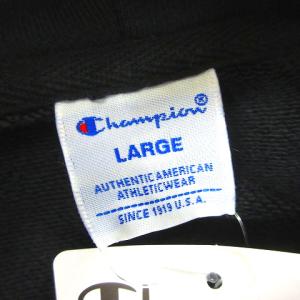 Champion®
LARGE
AUTHENTIC AMERICAN
ATHLETICWEAR
SINCE 1919 U.S.A.